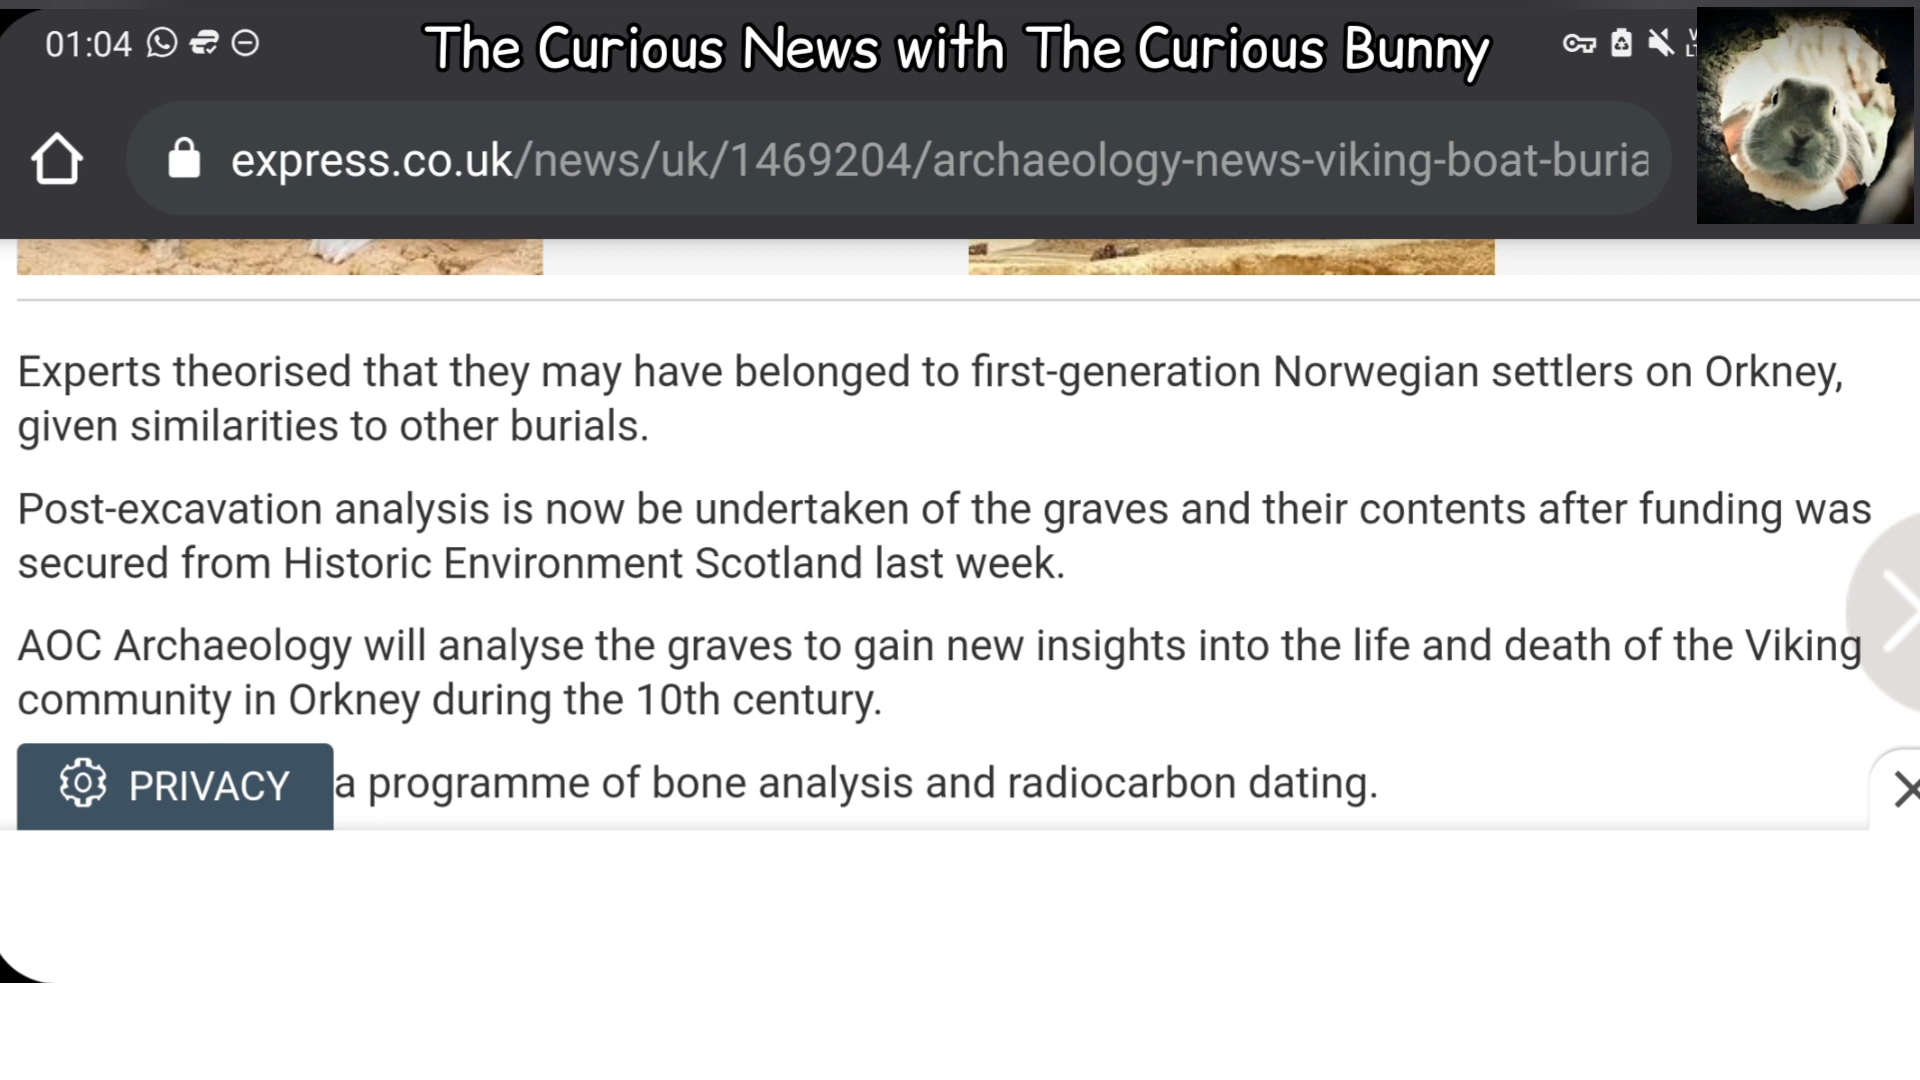 01:04
The Curious News with The Curious Bunny
express.co.uk/news/uk/1469204/archaeology-news-viking-boat-buria
Experts theorised that they may have belonged to first-generation Norwegian settlers on Orkney,
given similarities to other burials.
Post-excavation analysis is now be undertaken of the graves and their contents after funding was
secured from Historic Environment Scotland last week.
AOC Archaeology will analyse the graves to gain new insights into the life and death of the Viking
community in Orkney during the 10th century.
PRIVACY
a programme of bone analysis and radiocarbon dating.